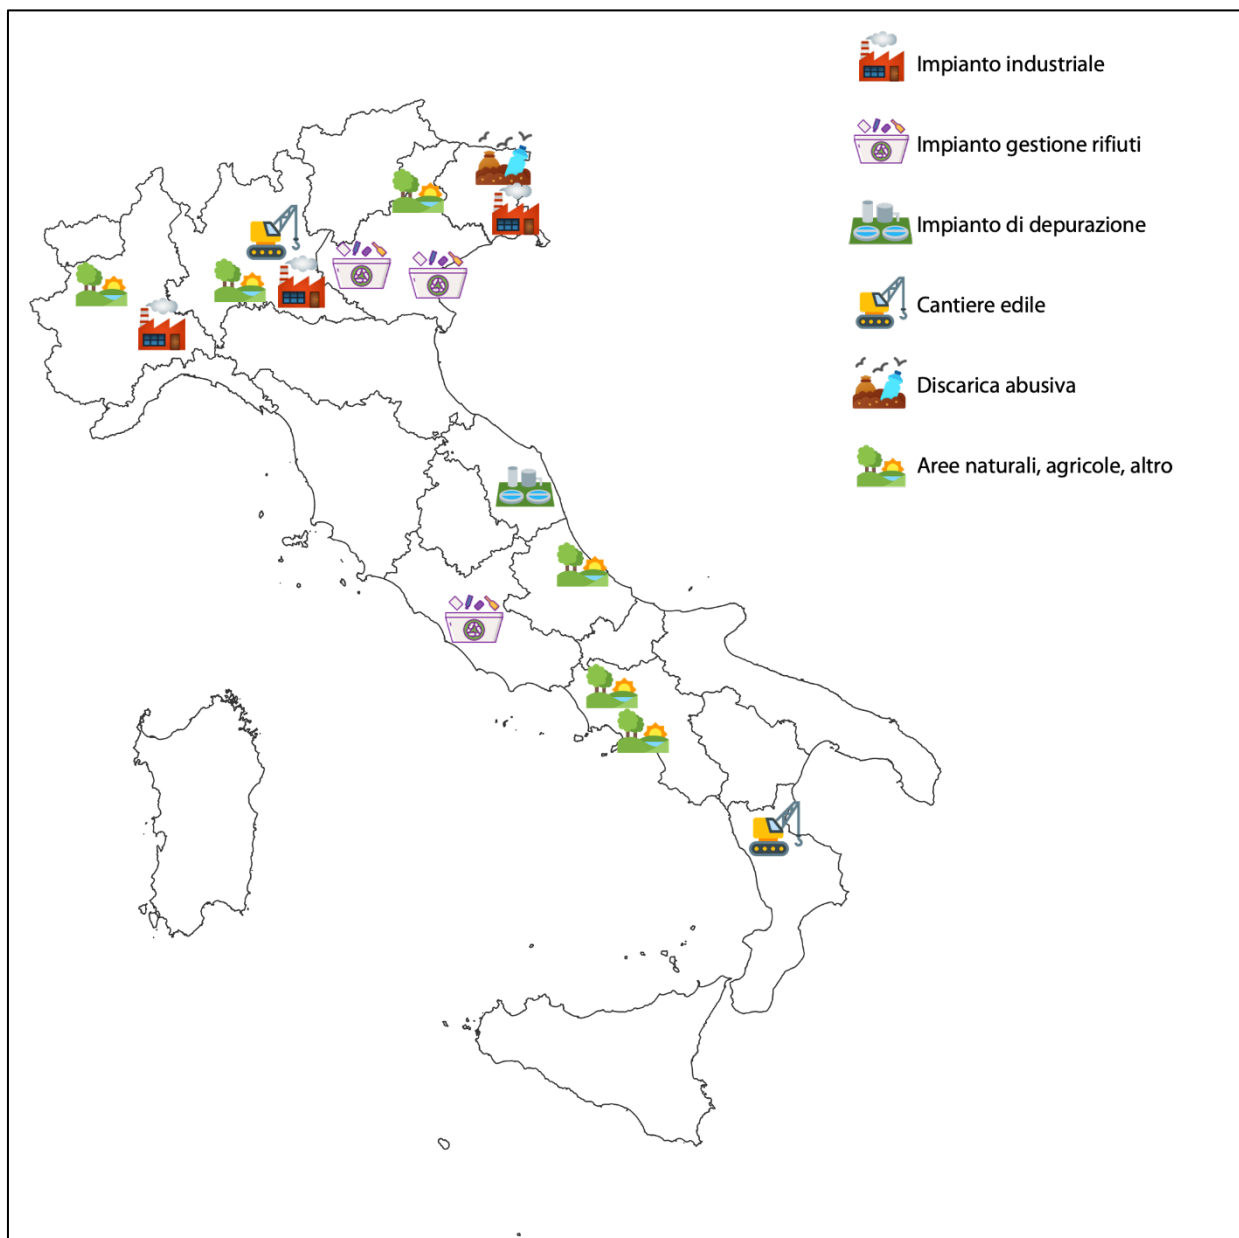 Impianto industriale
Impianto gestione rifiuti
Impianto di depurazione
Cantiere edile
Discarica abusiva
Aree naturali, agricole, altro